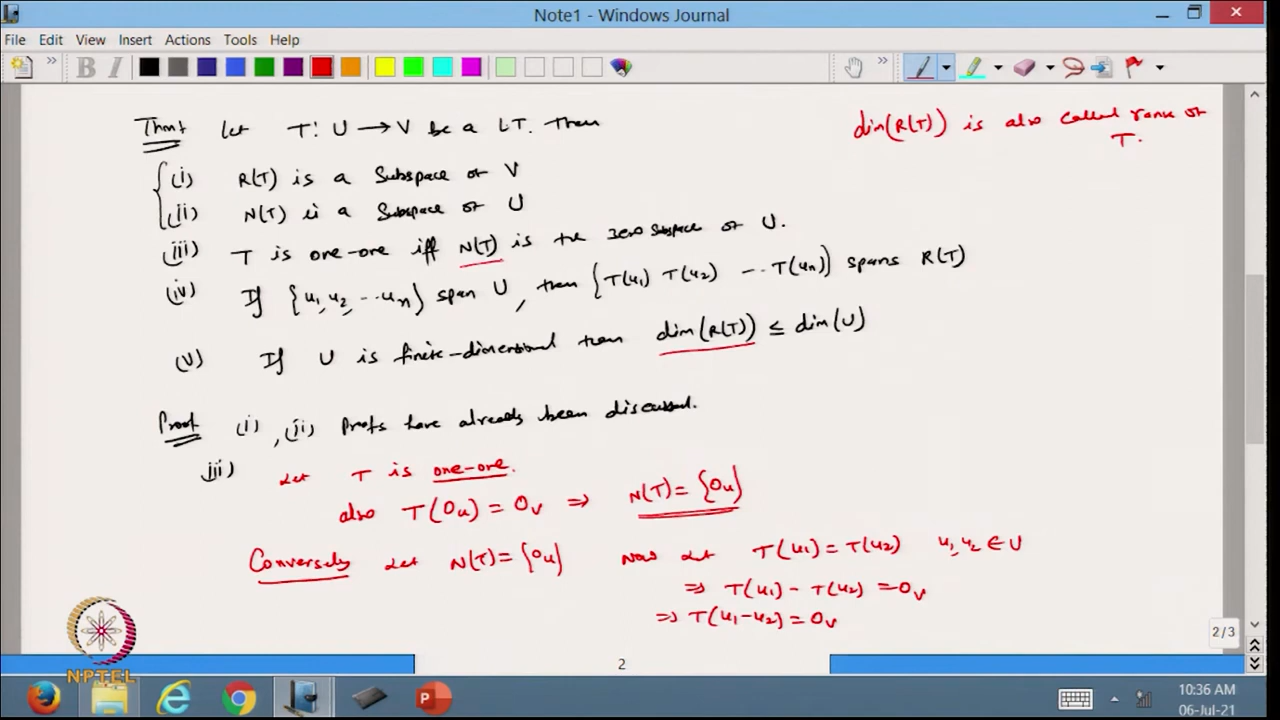 Note1 - Windows Journal
File Edit View Insert Actions Tools Help
Thm: Let T: U → V be a LT. Then
dim(R(T)) is also called range of T.
(i) R(T) is a Subspace of V
(ii) N(T) is a Subspace of U
(iii) T is one-one iff N(T) is the zero subspace of U.
(iv) If {u1, u2, --- un} span U, then {T(u1) T(u2) --- T(un)} spans R(T)
(V) If U is finite-dimensional then dim(R(T)) ≤ dim(U)
Proof (i), (ii) Profs have already been discussed.
iii) Let T is one-one.
also T(0u) = 0v ⇒ N(T) = {0u}
Conversely Let N(T) = {0u} Now Let T(u1) = T(u2) u1, u2 ∈ U
⇒ T(u1) - T(u2) = 0v
⇒ T(u1-u2) = 0v
2/3
2
NPTEL
10:36 AM
06-Jul-21